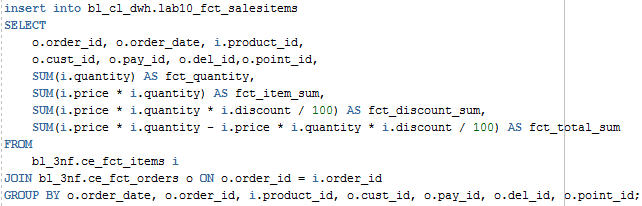 insert into bl_cl_dwh.lab10_fct_salesitems
SELECT
o.order_id, o.order_date, i.product_id,
o.cust_id, o.pay_id, o.del_id,o.point_id,
SUM(i.quantity) AS fct_quantity,
SUM(i.price * i.quantity) AS fct_item_sum,
SUM(i.price * i.quantity * i.discount / 100) AS fct_discount_sum,
SUM(i.price * i.quantity - i.price * i.quantity * i.discount / 100) AS fct_total_sum
FROM
bl_3nf.ce_fct_items i
JOIN bl_3nf.ce_fct_orders o ON o.order_id = i.order_id
GROUP BY o.order_date, o.order_id, i.product_id, o.cust_id, o.pay_id, o.del_id, o.point_id;